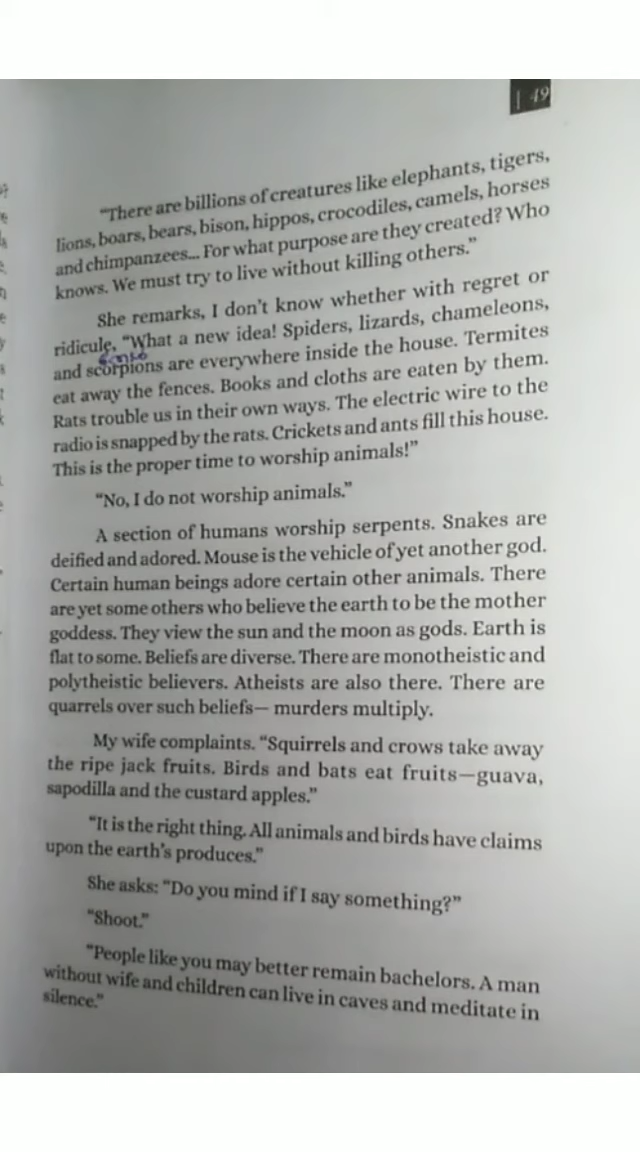 | 49
"There are billions of creatures like elephants, tigers,
lions, boars, bears, bison, hippos, crocodiles, camels, horses
and chimpanzees... For what purpose are they created? Who
knows. We must try to live without killing others."
She remarks, I don't know whether with regret or
ridicule, "What a new idea! Spiders, lizards, chameleons,
and scorpions are everywhere inside the house. Termites
eat away the fences. Books and cloths are eaten by them.
Rats trouble us in their own ways. The electric wire to the
radio is snapped by the rats. Crickets and ants fill this house.
This is the proper time to worship animals!"
"No, I do not worship animals."
A section of humans worship serpents. Snakes are
deified and adored. Mouse is the vehicle of yet another god.
Certain human beings adore certain other animals. There
are yet some others who believe the earth to be the mother
goddess. They view the sun and the moon as gods. Earth is
flat to some. Beliefs are diverse. There are monotheistic and
polytheistic believers. Atheists are also there. There are
quarrels over such beliefs— murders multiply.
My wife complaints. "Squirrels and crows take away
the ripe jack fruits. Birds and bats eat fruits—guava,
sapodilla and the custard apples."
"It is the right thing. All animals and birds have claims
upon the earth's produces."
She asks: "Do you mind if I say something?"
"Shoot."
"People like you may better remain bachelors. A man
without wife and children can live in caves and meditate in
silence."